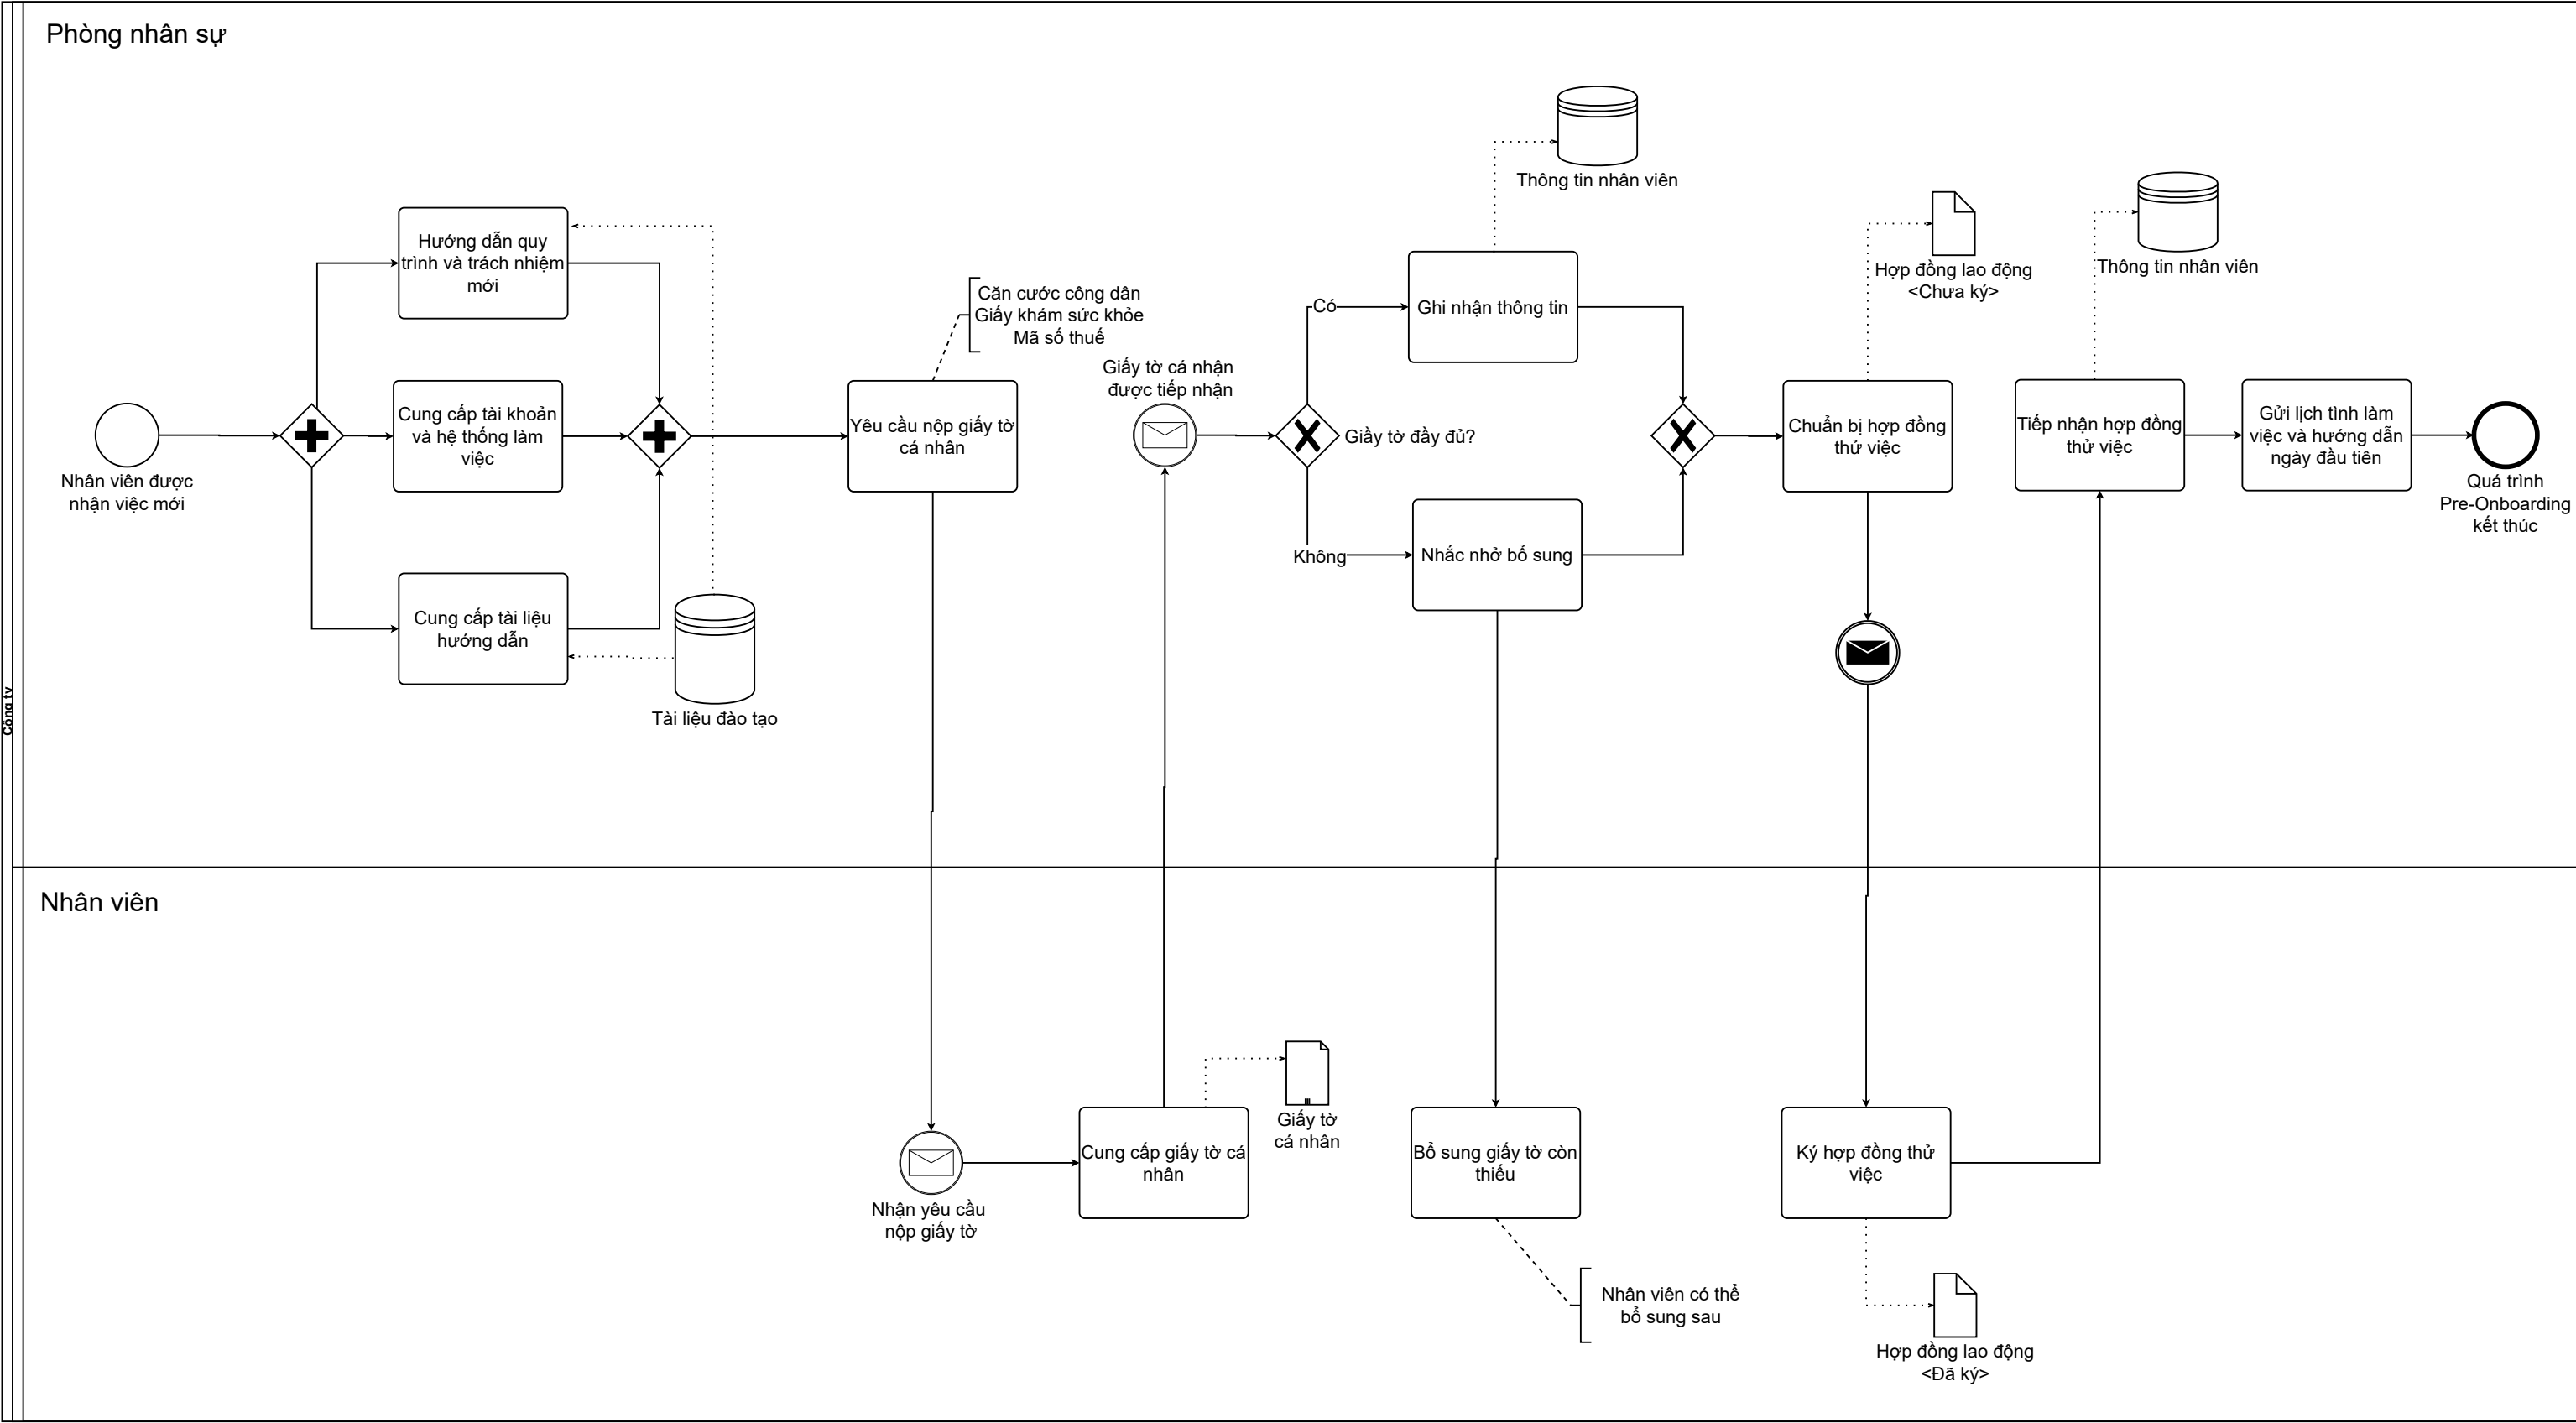 Phòng nhân sự
Công ty
Nhân viên được
nhận việc mới
Hướng dẫn quy
trình và trách nhiệm
mới
Cung cấp tài khoản
và hệ thống làm
việc
Cung cấp tài liệu
hướng dẫn
Tài liệu đào tạo
Yêu cầu nộp giấy tờ
cá nhân
Căn cước công dân
Giấy khám sức khỏe
Mã số thuế
Giấy tờ cá nhận
được tiếp nhận
Giầy tờ đầy đủ?
Có
Không
Ghi nhận thông tin
Thông tin nhân viên
Nhắc nhở bổ sung
Chuẩn bị hợp đồng
thử việc
Hợp đồng lao động
<Chưa ký>
Tiếp nhận hợp đồng
thử việc
Thông tin nhân viên
Gửi lịch tình làm
việc và hướng dẫn
ngày đầu tiên
Quá trình
Pre-Onboarding
kết thúc
Nhân viên
Nhận yêu cầu
nộp giấy tờ
Cung cấp giấy tờ cá
nhân
Giấy tờ
cá nhân
Bổ sung giấy tờ còn
thiếu
Nhân viên có thể
bổ sung sau
Ký hợp đồng thử
việc
Hợp đồng lao động
<Đã ký>